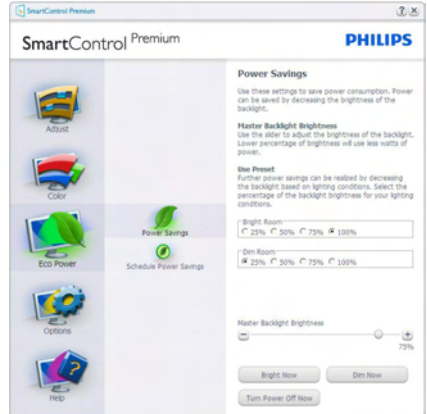 SmartControl Premium
SmartControl Premium
PHILIPS
Adjust
Color
Eco Power
Options
Help
Power Savings
Schedule Power Savings
Power Savings
Use these settings to save power consumption. Power
can be saved by decreasing the brightness of the
backlight.
Master Backlight Brightness
Use the slider to adjust the brightness of the backlight.
Lower percentage of brightness will use less watts of
power.
Use Preset
Further power savings can be realized by decreasing
the backlight based on lighting conditions. Select the
percentage of the backlight brightness for your lighting
conditions.
Bright Room
25% 50% 75% 100%
Dim Room
25% 50% 75% 100%
Master Backlight Brightness
75%
Bright Now Dim Now
Turn Power Off Now